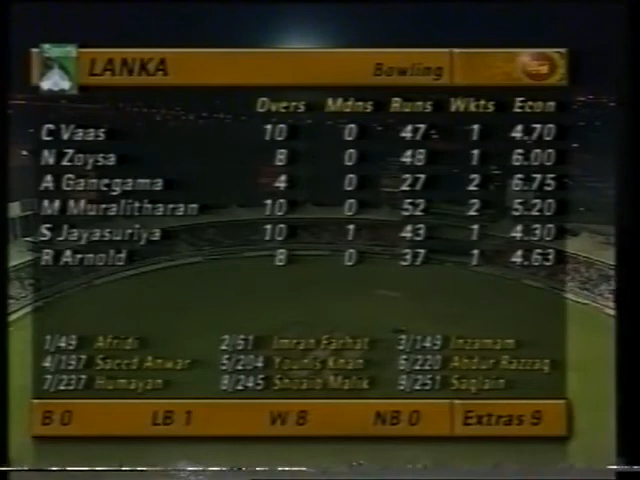 LANKA Bowling
Overs Mdns Runs Wkts Econ
C Vaas 10 0 47 1 4.70
N Zoysa 8 0 48 1 6.00
A Ganegama 4 0 27 2 6.75
M Muralitharan 10 0 52 2 5.20
S Jayasuriya 10 1 43 1 4.30
R Arnold 8 0 37 1 4.63
1/49 Afridi 2/61 Imran Farhat 3/149 Inzamam
4/197 Saeed Anwar 5/204 Younis Khan 6/220 Abdur Razzaq
7/237 Humayan 8/245 Shoaib Malik 9/251 Saqlain
B 0 LB 1 W 8 NB 0 Extras 9